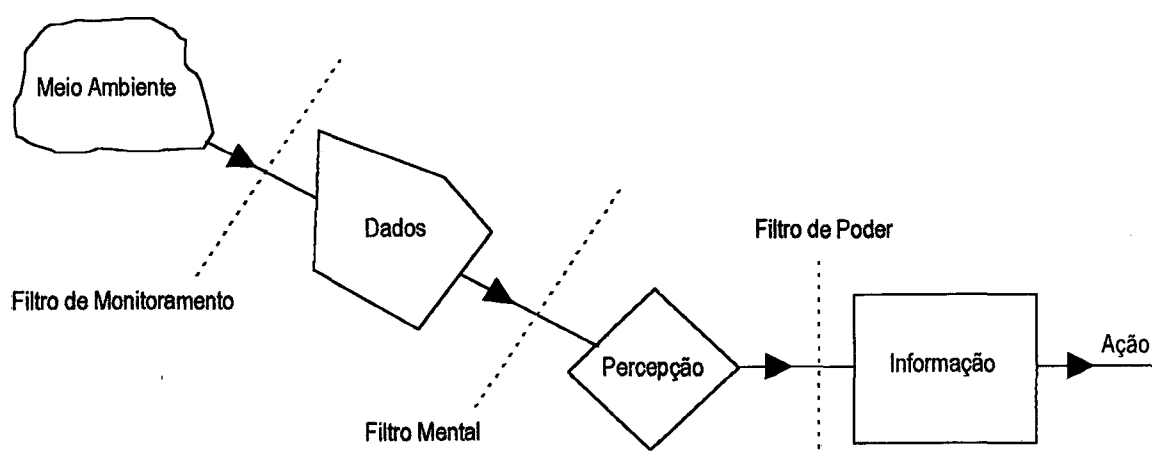 Meio Ambiente
Dados
Filtro de Poder
Filtro de Monitoramento
Ação
Percepção
Informação
Filtro Mental